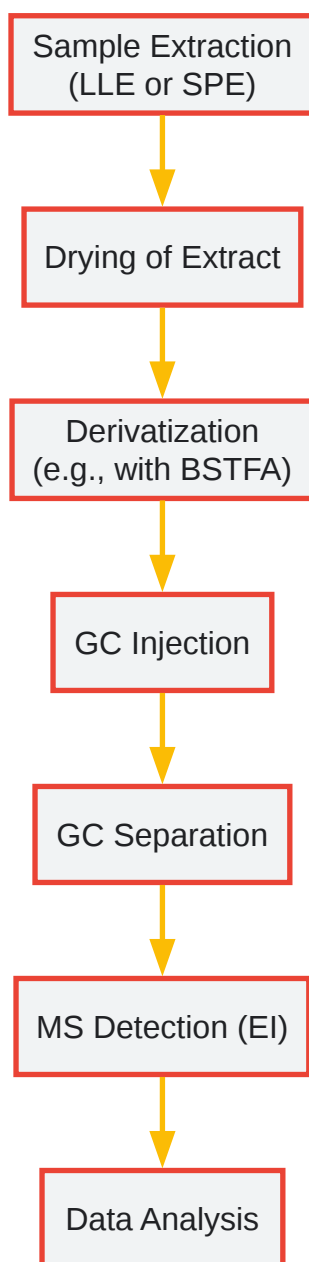 Sample Extraction
(LLE or SPE)
Drying of Extract
Derivatization
(e.g., with BSTFA)
GC Injection
GC Separation
MS Detection (EI)
Data Analysis